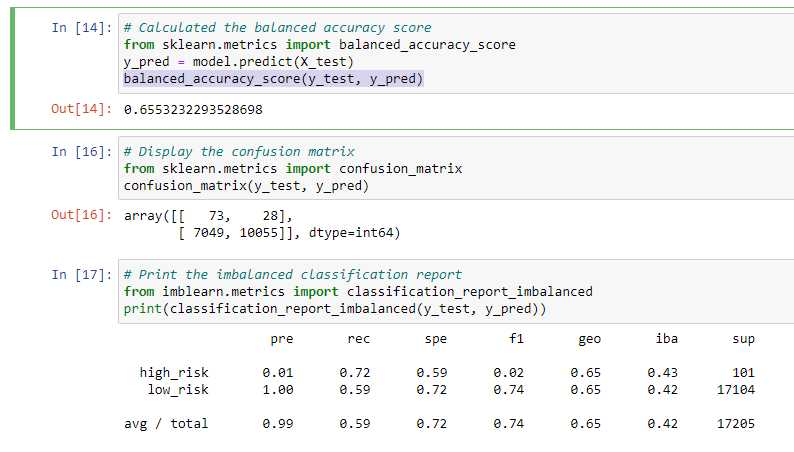 In [14]: # Calculated the balanced accuracy score
from sklearn.metrics import balanced_accuracy_score
y_pred = model.predict(X_test)
balanced_accuracy_score(y_test, y_pred)
Out[14]: 0.6553232293528698
In [16]: # Display the confusion matrix
from sklearn.metrics import confusion_matrix
confusion_matrix(y_test, y_pred)
Out[16]: array([[   73,    28],
       [ 7049, 10055]], dtype=int64)
In [17]: # Print the imbalanced classification report
from imblearn.metrics import classification_report_imbalanced
print(classification_report_imbalanced(y_test, y_pred))
pre rec spe f1 geo iba sup
high_risk 0.01 0.72 0.59 0.02 0.65 0.43 101
low_risk 1.00 0.59 0.72 0.74 0.65 0.42 17104
avg / total 0.99 0.59 0.72 0.74 0.65 0.42 17205